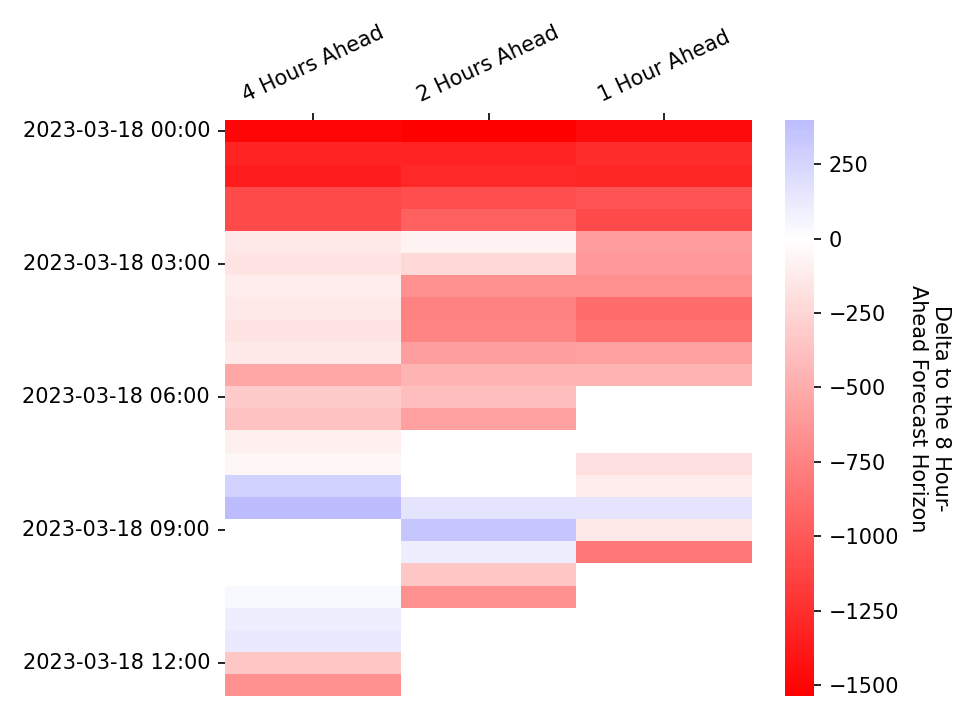 4 Hours Ahead
2 Hours Ahead
1 Hour Ahead
2023-03-18 00:00
2023-03-18 03:00
2023-03-18 06:00
2023-03-18 09:00
2023-03-18 12:00
250
0
−250
−500
−750
−1000
−1250
−1500
Delta to the 8 Hour-
Ahead Forecast Horizon